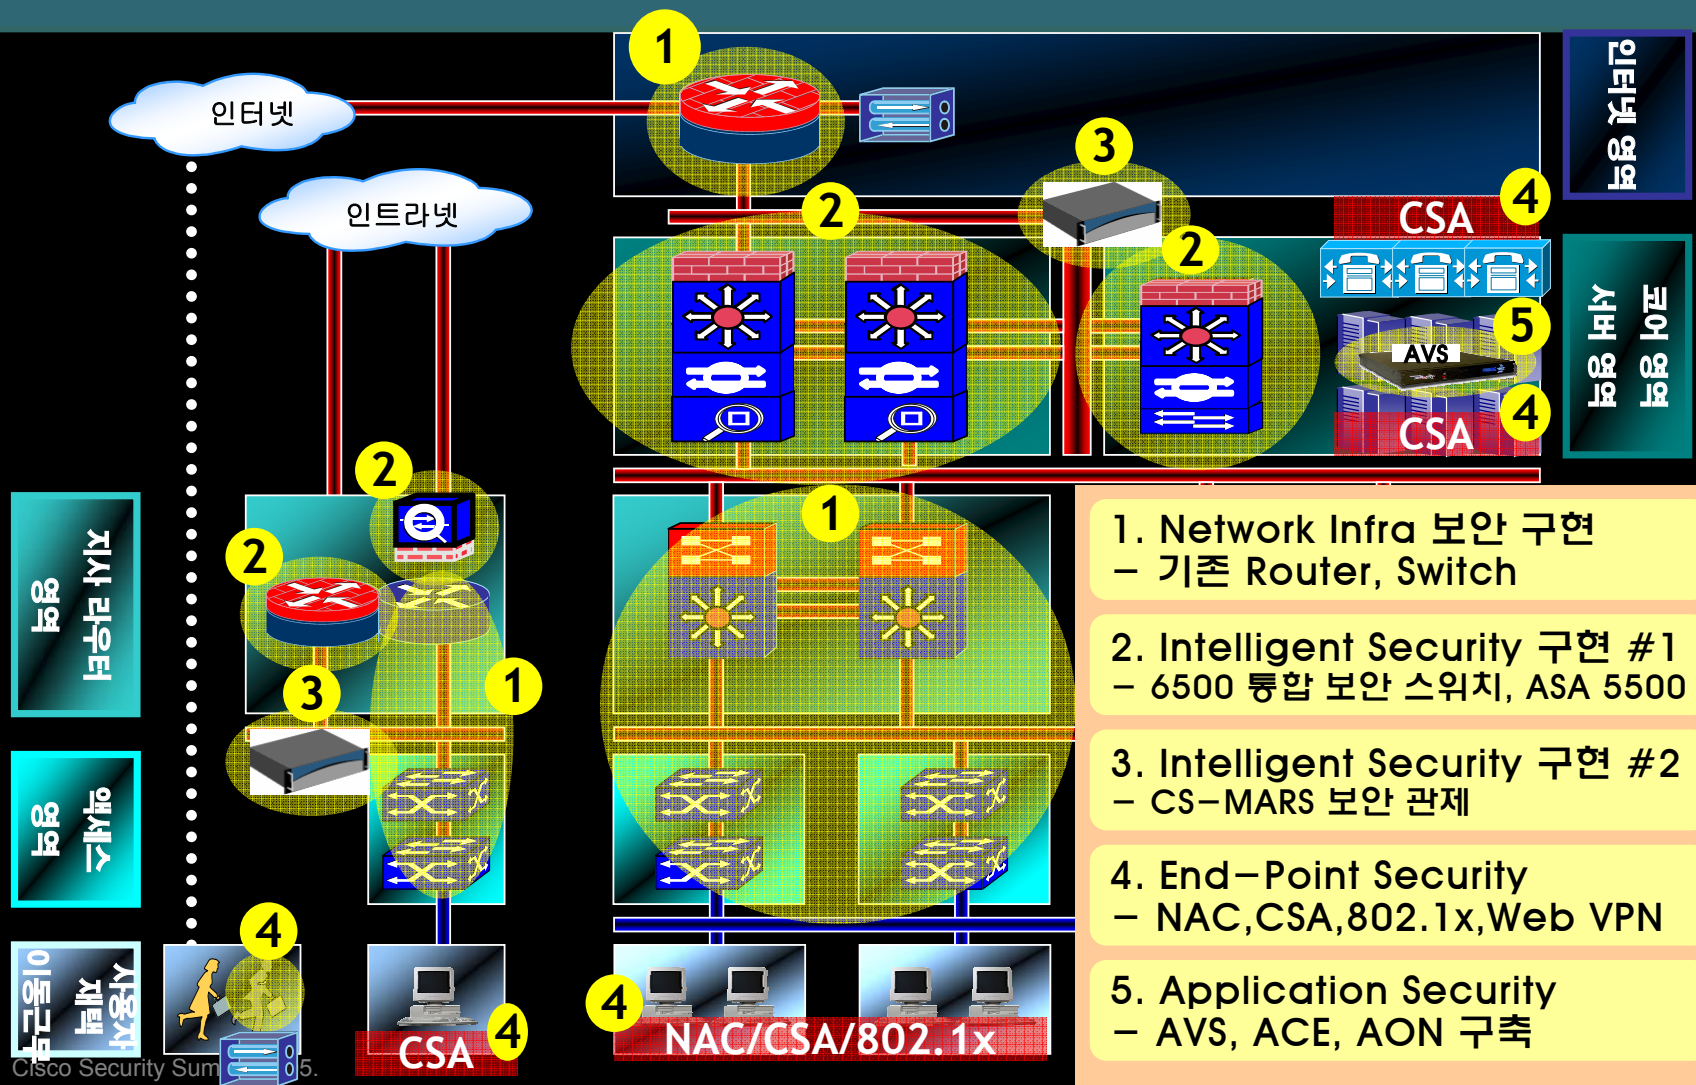 1
인터넷
인터넷 영역
3
인트라넷
2
2
CSA
4
코어 영역
서버 영역
5
AVS
4
CSA
2
1
2
지사 라우터
영역
3
1
액세스
영역
4
사용자
재택
이동근무
4
CSA
4
NAC/CSA/802.1x
1. Network Infra 보안 구현
– 기존 Router, Switch
2. Intelligent Security 구현 #1
– 6500 통합 보안 스위치, ASA 5500
3. Intelligent Security 구현 #2
– CS–MARS 보안 관제
4. End–Point Security
– NAC,CSA,802.1x,Web VPN
5. Application Security
– AVS, ACE, AON 구축
Cisco Security Sum 5.